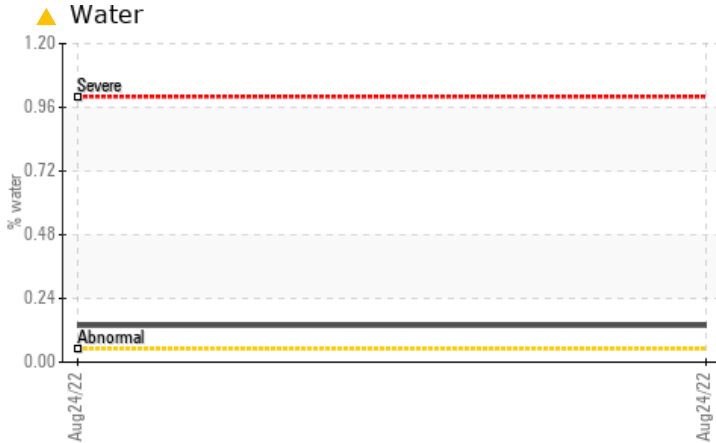 Water
1.20
Severe
0.96
0.72
% water
0.48
0.24
Abnormal
0.00
Aug24/22
Aug24/22